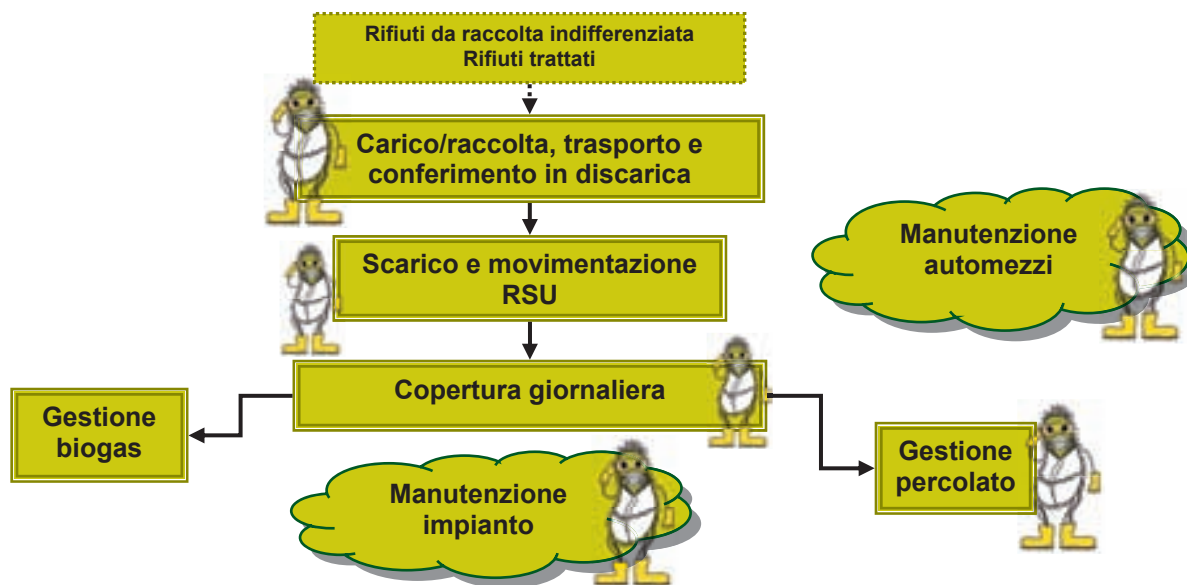 Rifiuti da raccolta indifferenziata
Rifiuti trattati
Carico/raccolta, trasporto e
conferimento in discarica
Scarico e movimentazione
RSU
Manutenzione
automezzi
Copertura giornaliera
Gestione
biogas
Gestione
percolato
Manutenzione
impianto